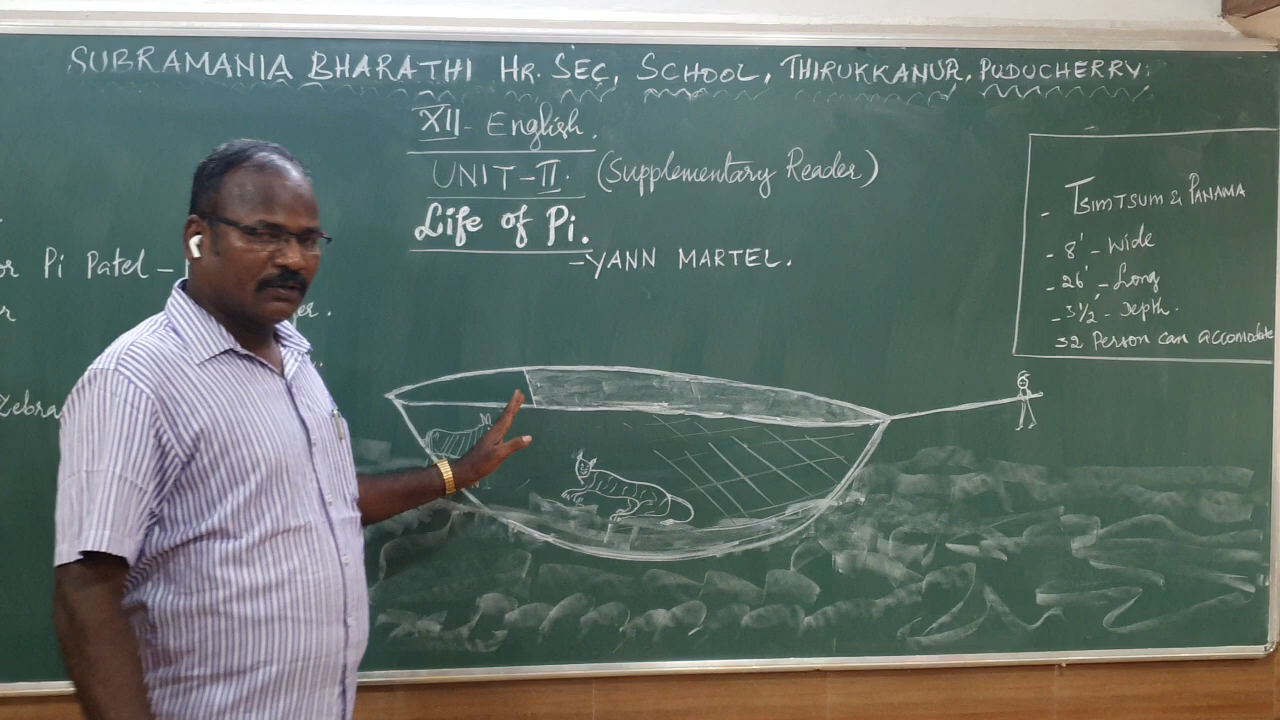 SUBRAMANIA BHARATHI HR. SEC, SCHOOL, THIRUKKANUR, PUDUCHERRY.
XII - English.
UNIT-II. (Supplementary Reader)
Life of Pi.
-YANN MARTEL.
Pi Patel -
Zebra
- TSIMTSUM & PANAMA
- 8' - wide
- 26' - Long
- 3½' - Depth.
32 Person can accomodate